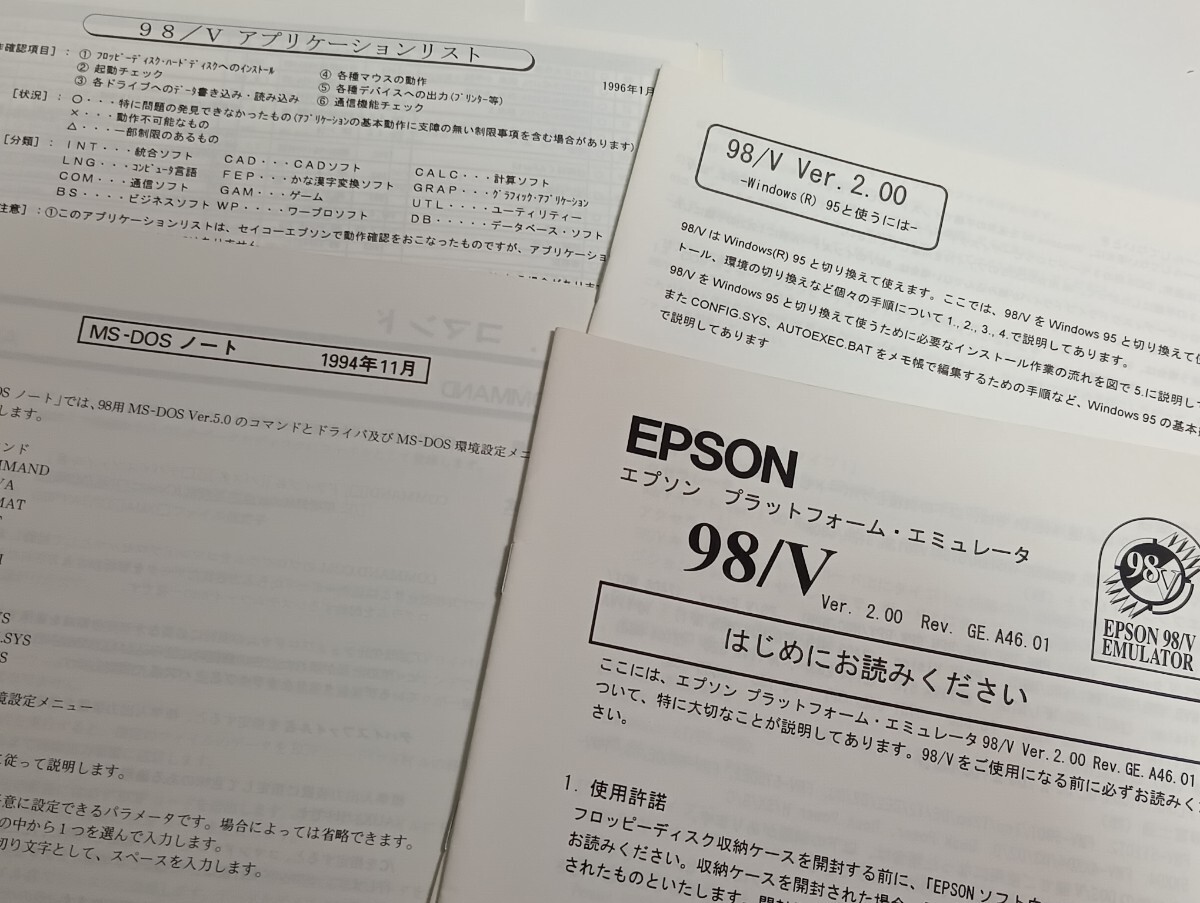 98/V アプリケーションリスト
確認項目]：① フロッピーディスク・ハードディスクへのインストール
② 起動チェック
③ 各ドライブへのデータ書き込み・読み込み
④ 各種マウスの動作
⑤ 各種デバイスへの出力(プリンター等)
⑥ 通信機能チェック
1996年1月
[状況]：○・・・特に問題の発見できなかったもの(アプリケーションの基本動作に支障の無い制限事項を含む場合があります)
×・・・動作不可能なもの
△・・・一部制限のあるもの
[分類]：INT・・・統合ソフト CAD・・・CADソフト CALC・・・計算ソフト
LNG・・・コンピュータ言語 FEP・・・かな漢字変換ソフト GRAP・・・グラフィック・アプリケーション
COM・・・通信ソフト GAM・・・ゲーム UTL・・・・ユーティリティー
BS・・・・ビジネスソフト WP・・・・ワープロソフト DB・・・・・データベース・ソフト
注意]：①このアプリケーションリストは、セイコーエプソンで動作確認をおこなったものですが、アプリケーショ
98/V Ver.2.00
-Windows(R) 95と使うには-
98/V は Windows(R) 95 と切り換えて使えます。ここでは、98/V を Windows 95 と切り換えて使
トール、環境の切り換えなど個々の手順について 1., 2., 3., 4. で説明してあります。
98/V を Windows 95 と切り換えて使うために必要なインストール作業の流れを図で 5.に説明して
また CONFIG.SYS、AUTOEXEC.BAT をメモ帳で編集するための手順など、Windows 95 の基本
で説明してあります
MS-DOS ノート 1994年11月
OS ノート」では、98用 MS-DOS Ver.5.0 のコマンドとドライバ及び MS-DOS 環境設定メニ
します。
ンド
MMAND
MAT
YS
.SYS
S
境設定メニュー
に従って説明します。
任意に設定できるパラメータです。場合によっては省略できます。
の中から1つを選んで入力します。
切り文字として、スペースを入力します。
EPSON
エプソン プラットフォーム・エミュレータ
98/V Ver. 2.00 Rev. GE.A46.01
98/V
EPSON 98/V
EMULATOR
はじめにお読みください
ここには、エプソン プラットフォーム・エミュレータ 98/V Ver. 2.00 Rev. GE. A46. 01
ついて、特に大切なことが説明してあります。98/V をご使用になる前に必ずお読みく
さい。
1. 使用許諾
フロッピーディスク収納ケースを開封する前に、「EPSON ソフトウ
お読みください。収納ケースを開封された場合、
されたものといたします。